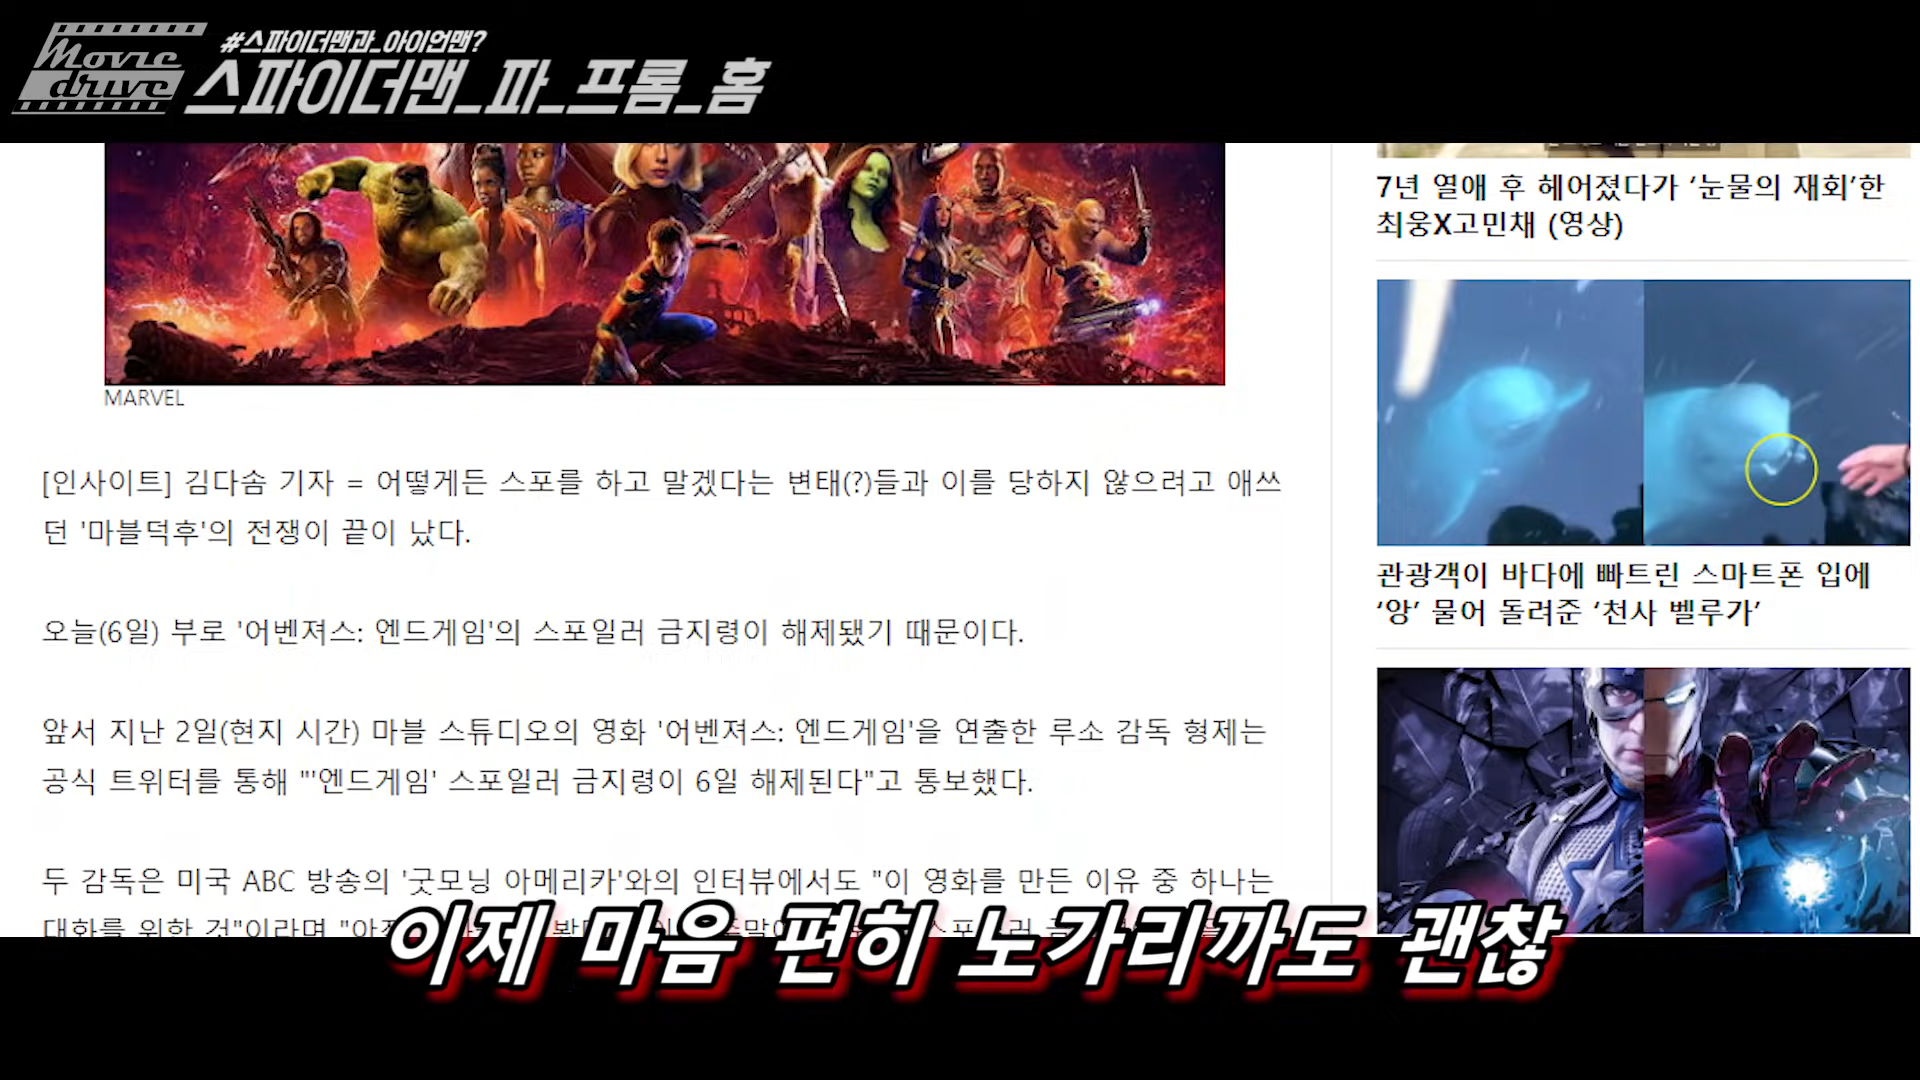 Movie
drive
#스파이더맨과_아이언맨?
스파이더맨_파_프롬_홈
MARVEL
[인사이트] 김다솜 기자 = 어떻게든 스포를 하고 말겠다는 변태(?)들과 이를 당하지 않으려고 애쓰
던 '마블덕후'의 전쟁이 끝이 났다.
오늘(6일) 부로 '어벤져스: 엔드게임'의 스포일러 금지령이 해제됐기 때문이다.
앞서 지난 2일(현지 시간) 마블 스튜디오의 영화 '어벤져스: 엔드게임'을 연출한 루소 감독 형제는
공식 트위터를 통해 "'엔드게임' 스포일러 금지령이 6일 해제된다"고 통보했다.
두 감독은 미국 ABC 방송의 '굿모닝 아메리카'와의 인터뷰에서도 "이 영화를 만든 이유 중 하나는
대화를 위한 것"이라며
7년 열애 후 헤어졌다가 ‘눈물의 재회’한
최웅X고민채 (영상)
관광객이 바다에 빠트린 스마트폰 입에
‘앙’ 물어 돌려준 ‘천사 벨루가’
이제 마음 편히 노가리까도 괜찮